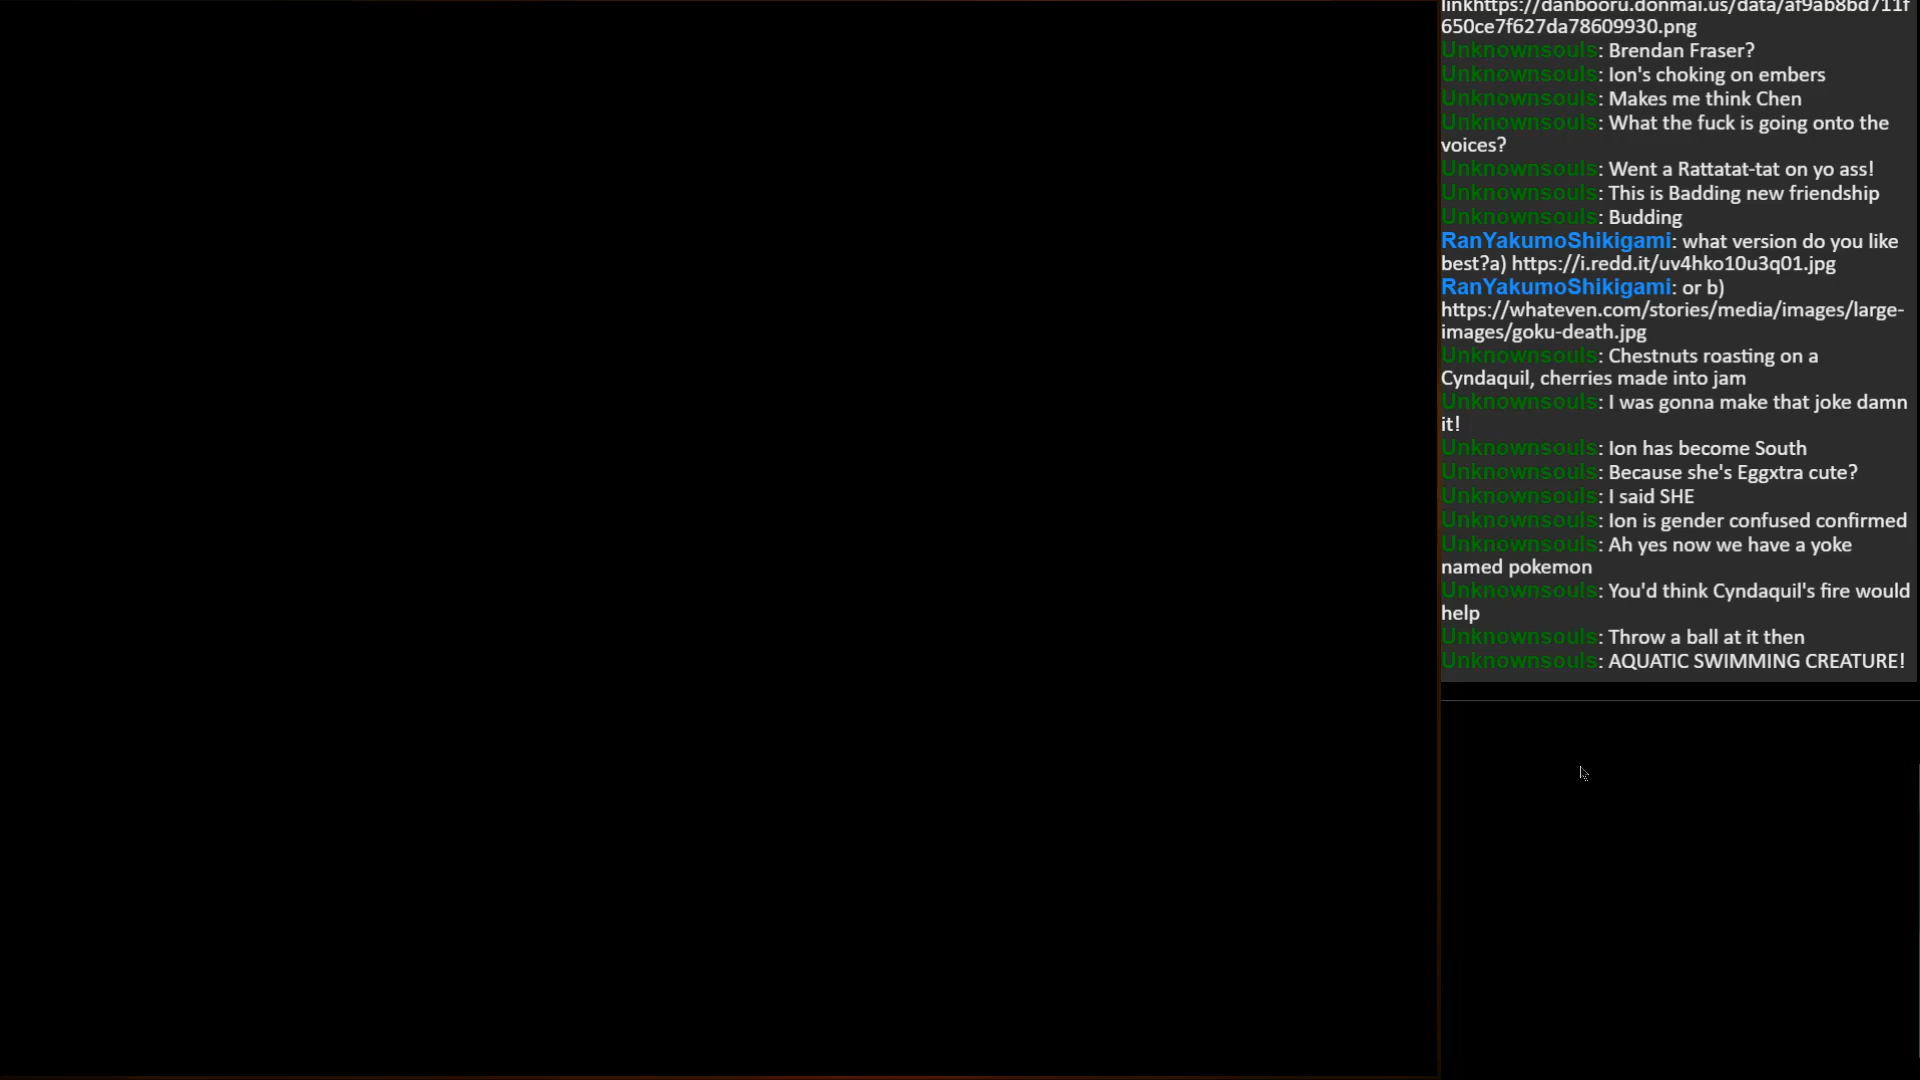 linkhttps://danbooru.donmai.us/data/af9ab8bd711f
650ce7f627da78609930.png
Unknownsouls: Brendan Fraser?
Unknownsouls: Ion's choking on embers
Unknownsouls: Makes me think Chen
Unknownsouls: What the fuck is going onto the
voices?
Unknownsouls: Went a Rattatat-tat on yo ass!
Unknownsouls: This is Badding new friendship
Unknownsouls: Budding
RanYakumoShikigami: what version do you like
best?a) https://i.redd.it/uv4hko10u3q01.jpg
RanYakumoShikigami: or b)
https://whateven.com/stories/media/images/large-
images/goku-death.jpg
Unknownsouls: Chestnuts roasting on a
Cyndaquil, cherries made into jam
Unknownsouls: I was gonna make that joke damn
it!
Unknownsouls: Ion has become South
Unknownsouls: Because she's Eggxtra cute?
Unknownsouls: I said SHE
Unknownsouls: Ion is gender confused confirmed
Unknownsouls: Ah yes now we have a yoke
named pokemon
Unknownsouls: You'd think Cyndaquil's fire would
help
Unknownsouls: Throw a ball at it then
Unknownsouls: AQUATIC SWIMMING CREATURE!